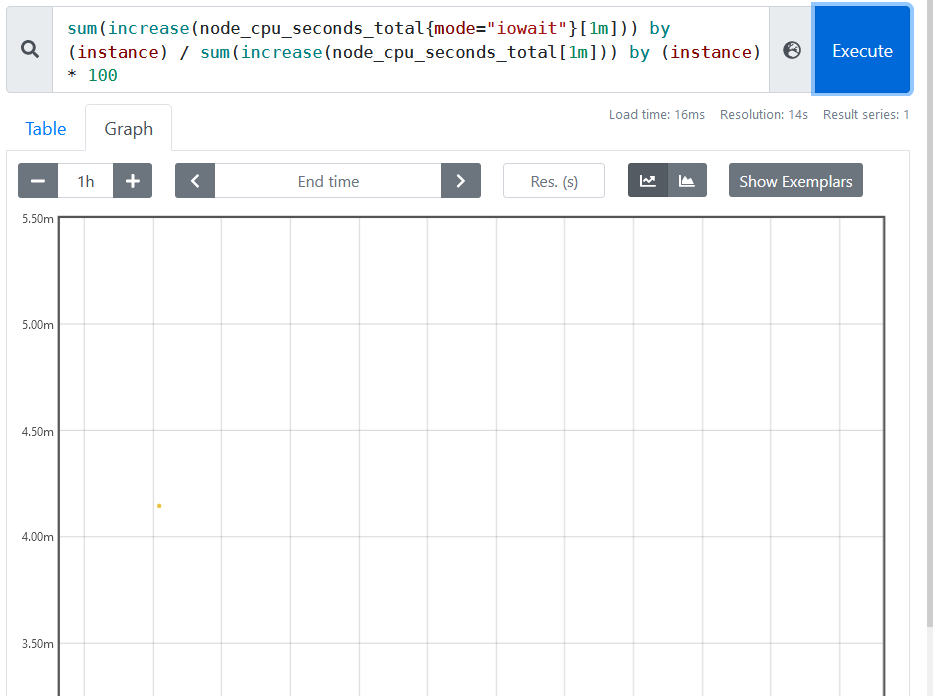 sum(increase(node_cpu_seconds_total{mode="iowait"}[1m])) by
(instance) / sum(increase(node_cpu_seconds_total[1m])) by (instance)
* 100
Execute
Load time: 16ms Resolution: 14s Result series: 1
Table Graph
1h End time Res. (s) Show Exemplars
5.50m
5.00m
4.50m
4.00m
3.50m